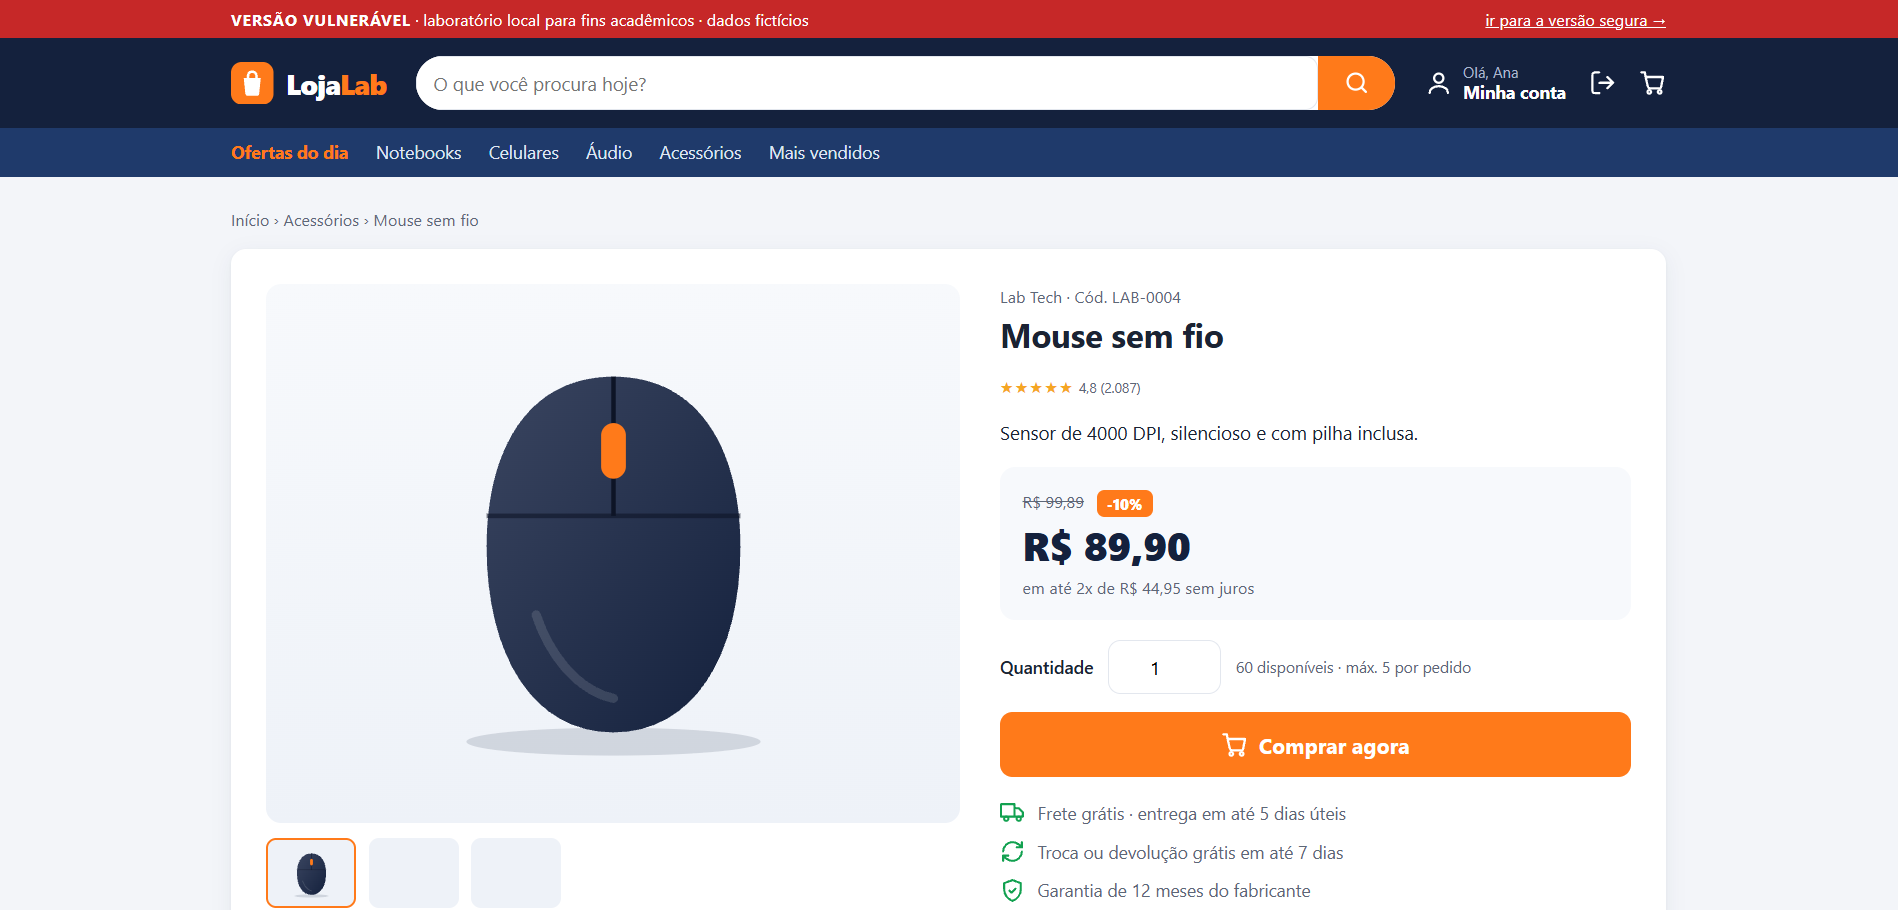 VERSÃO VULNERÁVEL · laboratório local para fins acadêmicos · dados fictícios
ir para a versão segura →
LojaLab
O que você procura hoje?
Olá, Ana
Minha conta
Ofertas do dia
Notebooks
Celulares
Áudio
Acessórios
Mais vendidos
Início › Acessórios › Mouse sem fio
Lab Tech · Cód. LAB-0004
Mouse sem fio
★★★★★ 4,8 (2.087)
Sensor de 4000 DPI, silencioso e com pilha inclusa.
R$ 99,89 -10%
R$ 89,90
em até 2x de R$ 44,95 sem juros
Quantidade 1 60 disponíveis · máx. 5 por pedido
Comprar agora
Frete grátis · entrega em até 5 dias úteis
Troca ou devolução grátis em até 7 dias
Garantia de 12 meses do fabricante